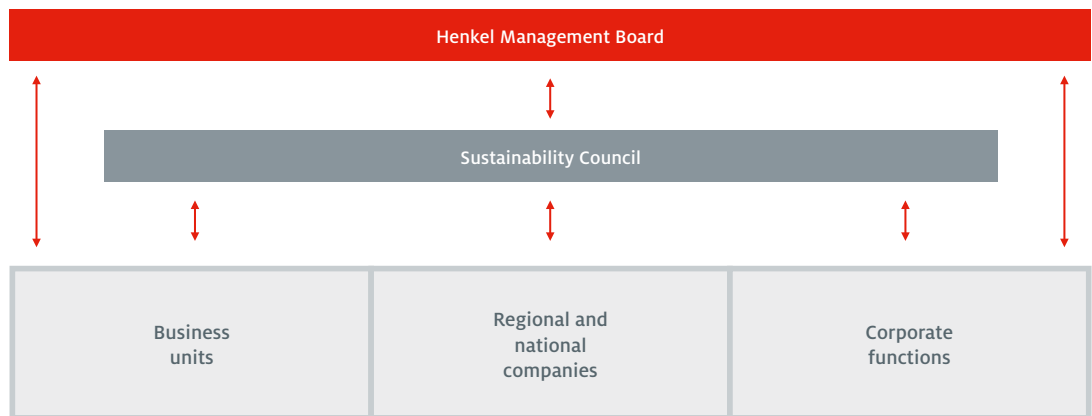 Henkel Management Board
Sustainability Council
Business
units
Regional and
national
companies
Corporate
functions